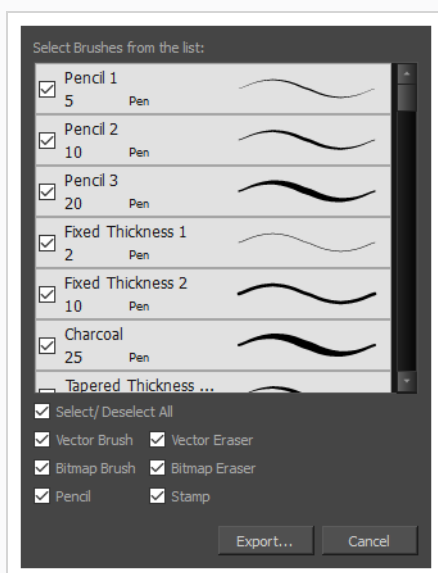 Select Brushes from the list:
Pencil 1
5 Pen
Pencil 2
10 Pen
Pencil 3
20 Pen
Fixed Thickness 1
2 Pen
Fixed Thickness 2
10 Pen
Charcoal
25 Pen
Tapered Thickness ...
Select/ Deselect All
Vector Brush Vector Eraser
Bitmap Brush Bitmap Eraser
Pencil Stamp
Export... Cancel